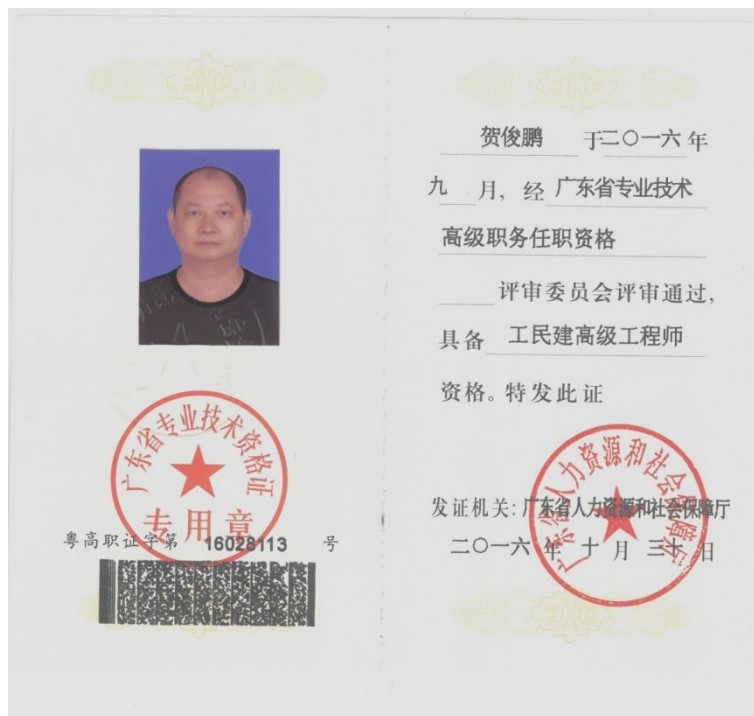 广东省专业技术资格证
专用章
粤高职证字第 16028113 号
贺俊鹏 于二〇一六年
九 月, 经 广东省专业技术
高级职务任职资格
评审委员会评审通过,
具备 工民建高级工程师
资格。特发此证
广东省人力资源和社会保障厅
发证机关: 广东省人力资源和社会保障厅
二〇一六 年 十 月 三十 日